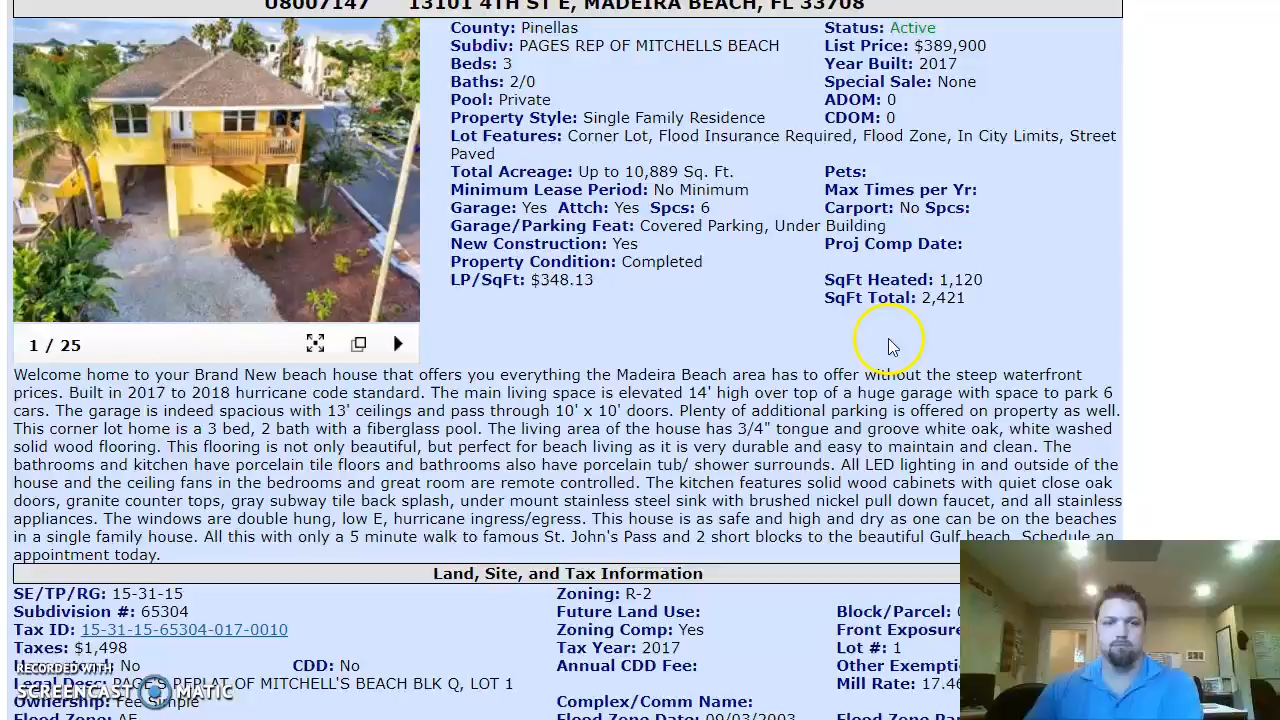 U8007147 13101 4TH ST E, MADEIRA BEACH, FL 33708
County: Pinellas
Status: Active
Subdiv: PAGES REP OF MITCHELLS BEACH
List Price: $389,900
Beds: 3
Year Built: 2017
Baths: 2/0
Special Sale: None
Pool: Private
ADOM: 0
Property Style: Single Family Residence
CDOM: 0
Lot Features: Corner Lot, Flood Insurance Required, Flood Zone, In City Limits, Street
Paved
Total Acreage: Up to 10,889 Sq. Ft.
Pets:
Minimum Lease Period: No Minimum
Max Times per Yr:
Garage: Yes Attch: Yes Spcs: 6
Carport: No Spcs:
Garage/Parking Feat: Covered Parking, Under Building
New Construction: Yes
Proj Comp Date:
Property Condition: Completed
LP/SqFt: $348.13
SqFt Heated: 1,120
SqFt Total: 2,421
1 / 25
Welcome home to your Brand New beach house that offers you everything the Madeira Beach area has to offer without the steep waterfront
prices. Built in 2017 to 2018 hurricane code standard. The main living space is elevated 14' high over top of a huge garage with space to park 6
cars. The garage is indeed spacious with 13' ceilings and pass through 10' x 10' doors. Plenty of additional parking is offered on property as well.
This corner lot home is a 3 bed, 2 bath with a fiberglass pool. The living area of the house has 3/4" tongue and groove white oak, white washed
solid wood flooring. This flooring is not only beautiful, but perfect for beach living as it is very durable and easy to maintain and clean. The
bathrooms and kitchen have porcelain tile floors and bathrooms also have porcelain tub/ shower surrounds. All LED lighting in and outside of the
house and the ceiling fans in the bedrooms and great room are remote controlled. The kitchen features solid wood cabinets with quiet close oak
doors, granite counter tops, gray subway tile back splash, under mount stainless steel sink with brushed nickel pull down faucet, and all stainless
appliances. The windows are double hung, low E, hurricane ingress/egress. This house is as safe and high and dry as one can be on the beaches
in a single family house. All this with only a 5 minute walk to famous St. John's Pass and 2 short blocks to the beautiful Gulf beach. Schedule an
appointment today.
Land, Site, and Tax Information
SE/TP/RG: 15-31-15
Zoning: R-2
Subdivision #: 65304
Future Land Use:
Block/Parcel:
Tax ID: 15-31-15-65304-017-0010
Zoning Comp: Yes
Front Exposure
Taxes: $1,498
Tax Year: 2017
Lot #: 1
No
CDD: No
Annual CDD Fee:
Other Exempti
Legal Desc: PAGE'S REPLAT OF MITCHELL'S BEACH BLK Q, LOT 1
Mill Rate: 17.46
Ownership: Fee Simple
Complex/Comm Name:
Flood Zone: AE
Flood Zone Date: 09/03/2003
Flood Zone Pa
RECORDED WITH
SCREENCAST MATIC